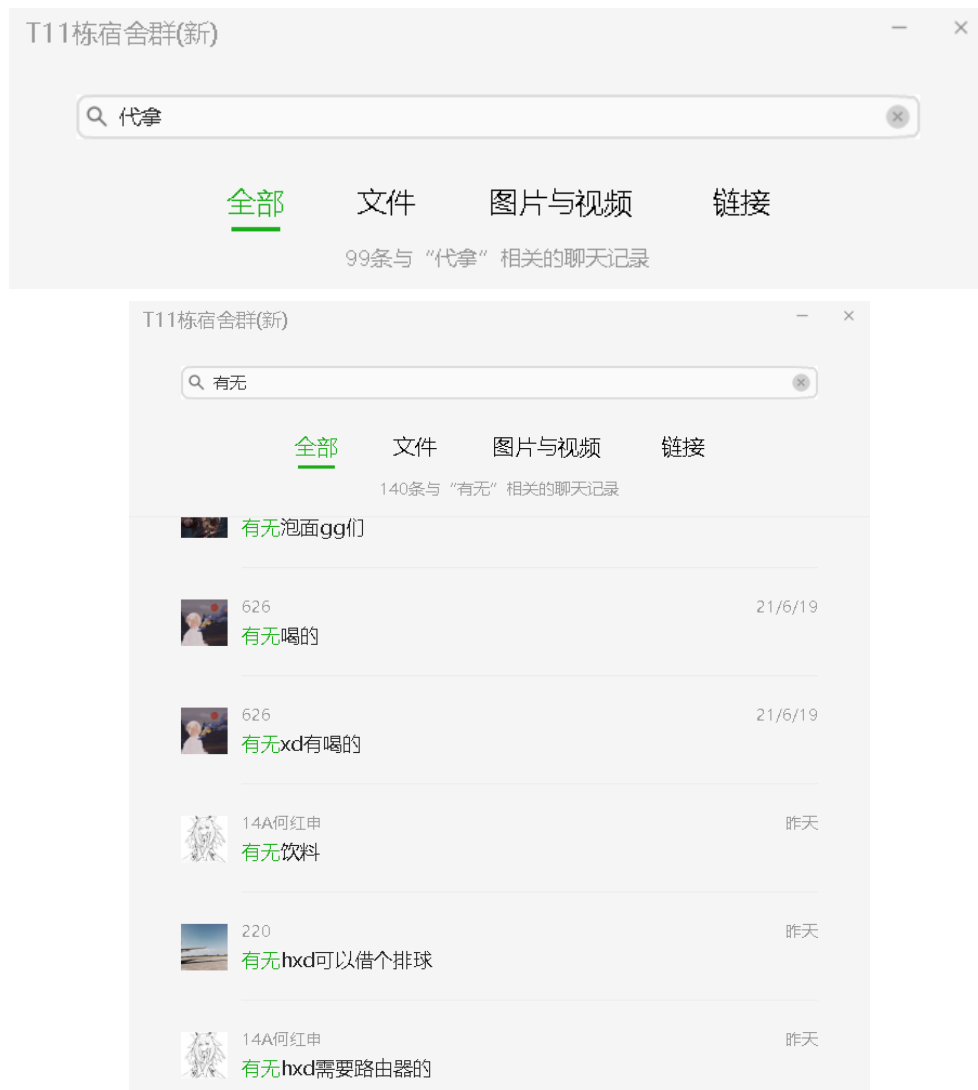 T11栋宿舍群(新)
代拿
全部 文件 图片与视频 链接
99条与“代拿”相关的聊天记录
T11栋宿舍群(新)
有无
全部 文件 图片与视频 链接
140条与“有无”相关的聊天记录
有无泡面gg们
626 21/6/19
有无喝的
626 21/6/19
有无xd有喝的
14A何红申 昨天
有无饮料
220 昨天
有无hxd可以借个排球
14A何红申 昨天
有无hxd需要路由器的